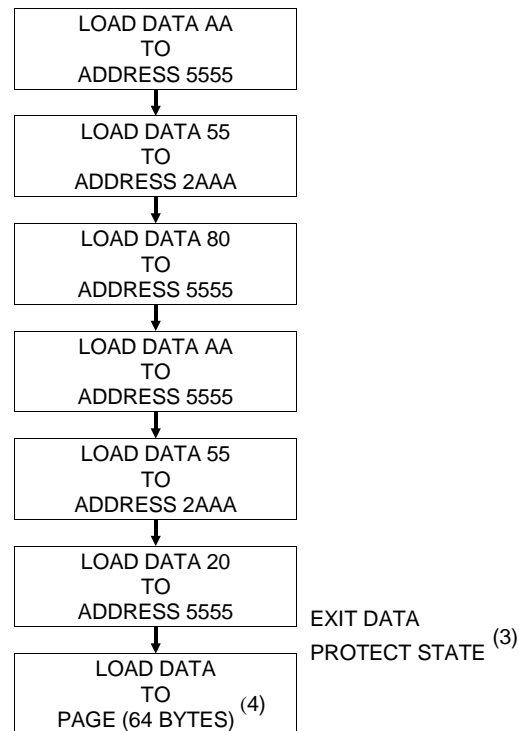 LOAD DATA AA
TO
ADDRESS 5555
LOAD DATA 55
TO
ADDRESS 2AAA
LOAD DATA 80
TO
ADDRESS 5555
LOAD DATA AA
TO
ADDRESS 5555
LOAD DATA 55
TO
ADDRESS 2AAA
LOAD DATA 20
TO
ADDRESS 5555
EXIT DATA
PROTECT STATE (3)
LOAD DATA
TO
PAGE (64 BYTES) (4)